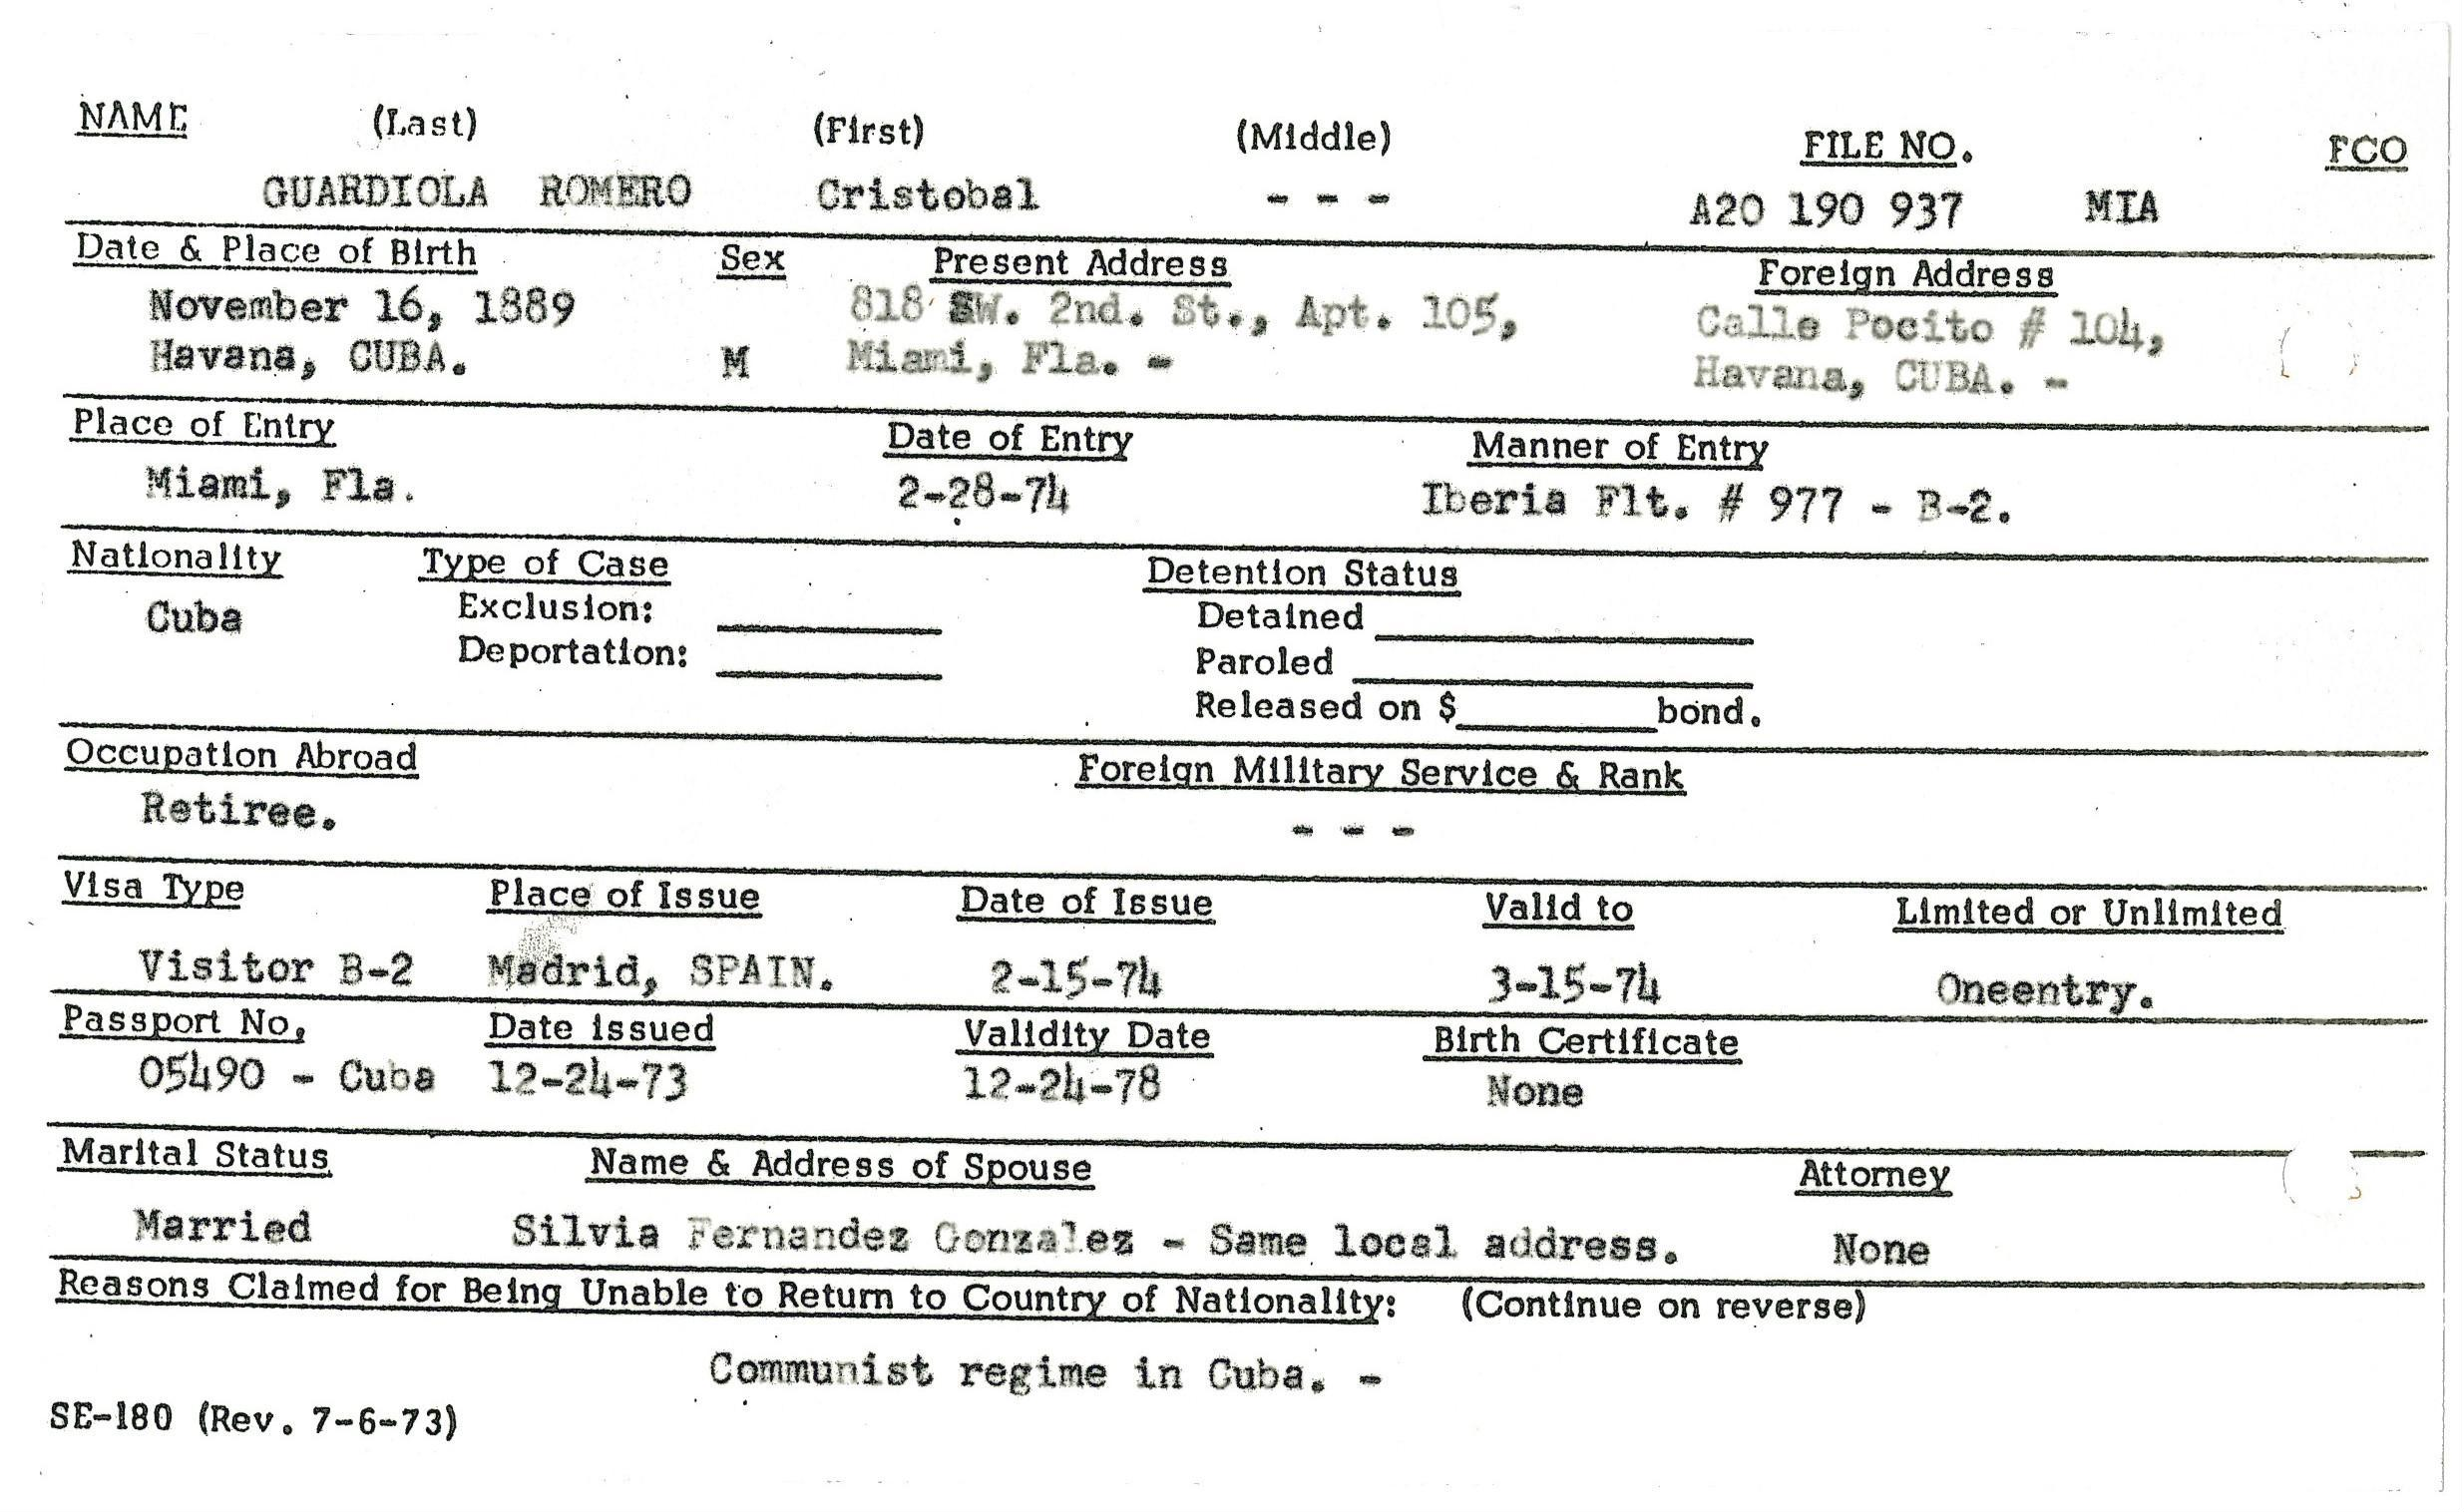 NAME (Last) (First) (Middle) FILE NO. FCO
GUARDIOLA ROMERO Cristobal - - - A20 190 937 MIA
Date & Place of Birth Sex Present Address Foreign Address
November 16, 1889 818 SW. 2nd. St., Apt. 105, Calle Pocito # 104,
Havana, CUBA. M Miami, Fla. - Havana, CUBA. -
Place of Entry Date of Entry Manner of Entry
Miami, Fla. 2-28-74 Iberia Flt. # 977 - B-2.
Nationality Type of Case Detention Status
Cuba Exclusion: Detained
Deportation: Paroled
Released on $ bond.
Occupation Abroad Foreign Military Service & Rank
Retiree. - - -
Visa Type Place of Issue Date of Issue Valid to Limited or Unlimited
Visitor B-2 Madrid, SPAIN. 2-15-74 3-15-74 Oneentry.
Passport No. Date issued Validity Date Birth Certificate
05490 - Cuba 12-24-73 12-24-78 None
Marital Status Name & Address of Spouse Attorney
Married Silvia Fernandez Gonzalez - Same local address. None
Reasons Claimed for Being Unable to Return to Country of Nationality: (Continue on reverse)
Communist regime in Cuba. -
SE-180 (Rev. 7-6-73)